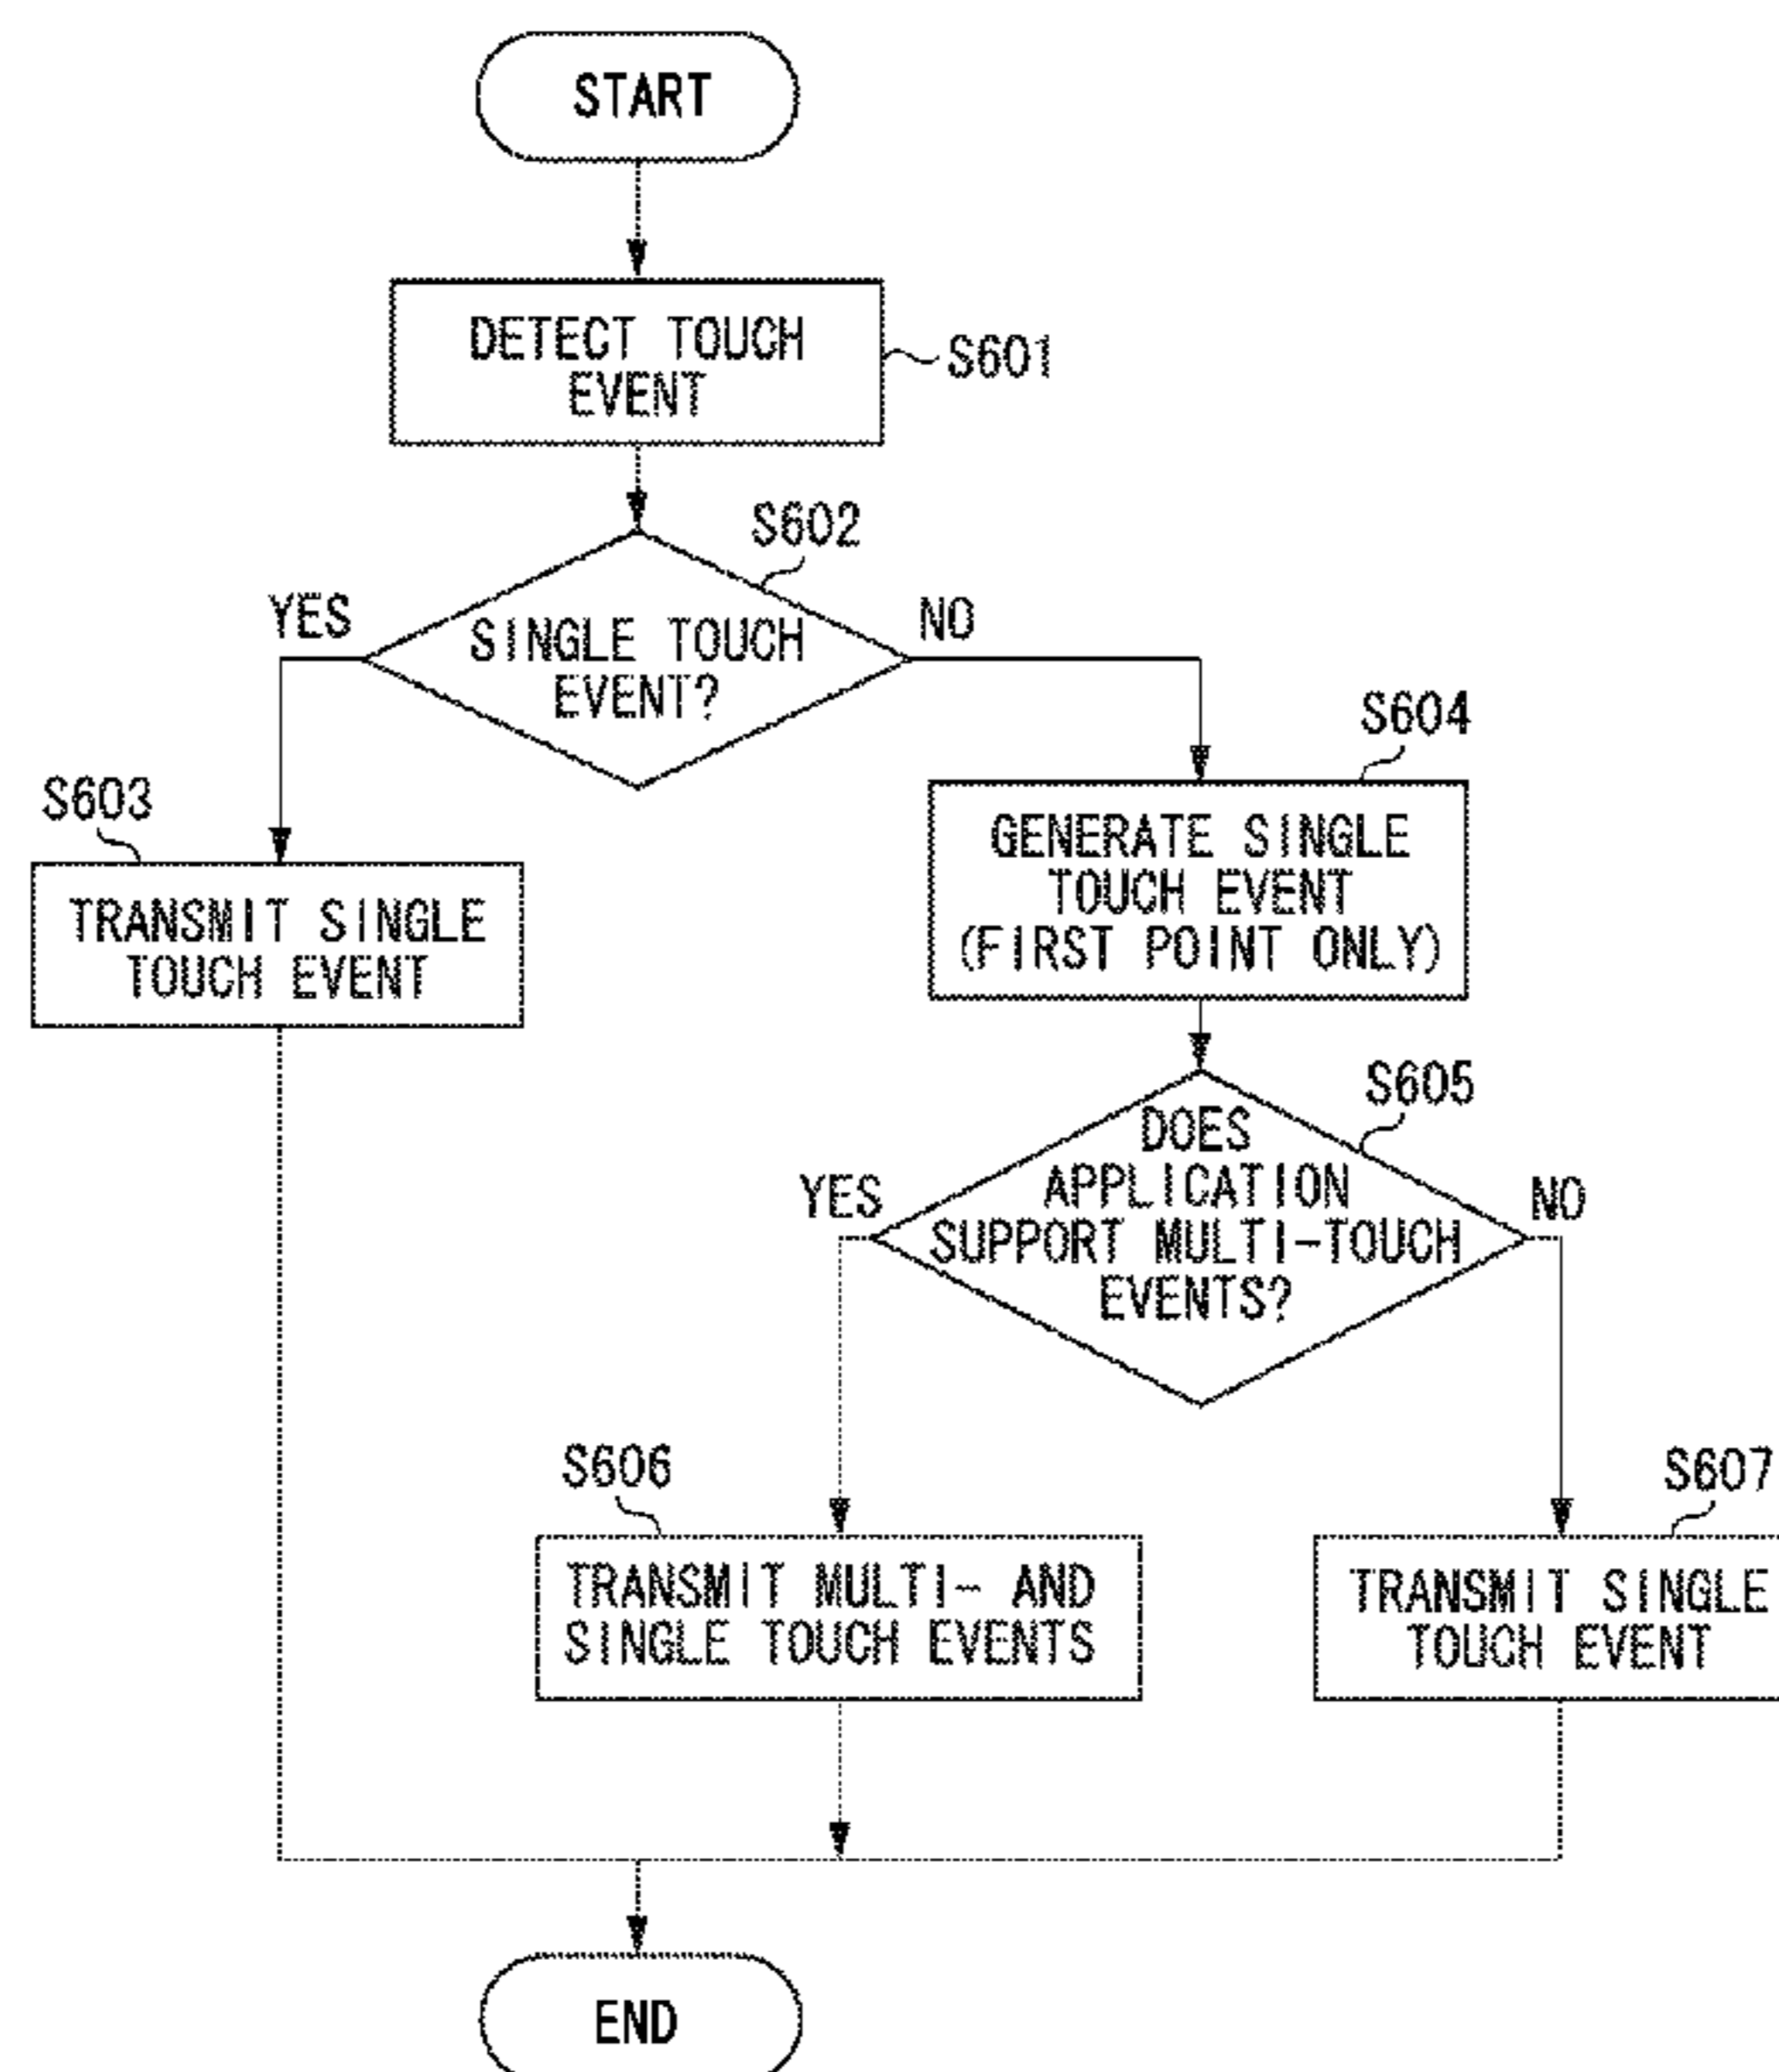 START
DETECT TOUCH
EVENT
S601
S602
YES
NO
SINGLE TOUCH
EVENT?
S603
TRANSMIT SINGLE
TOUCH EVENT
S604
GENERATE SINGLE
TOUCH EVENT
(FIRST POINT ONLY)
S605
YES
NO
DOES
APPLICATION
SUPPORT MULTI-TOUCH
EVENTS?
S606
TRANSMIT MULTI- AND
SINGLE TOUCH EVENTS
S607
TRANSMIT SINGLE
TOUCH EVENT
END